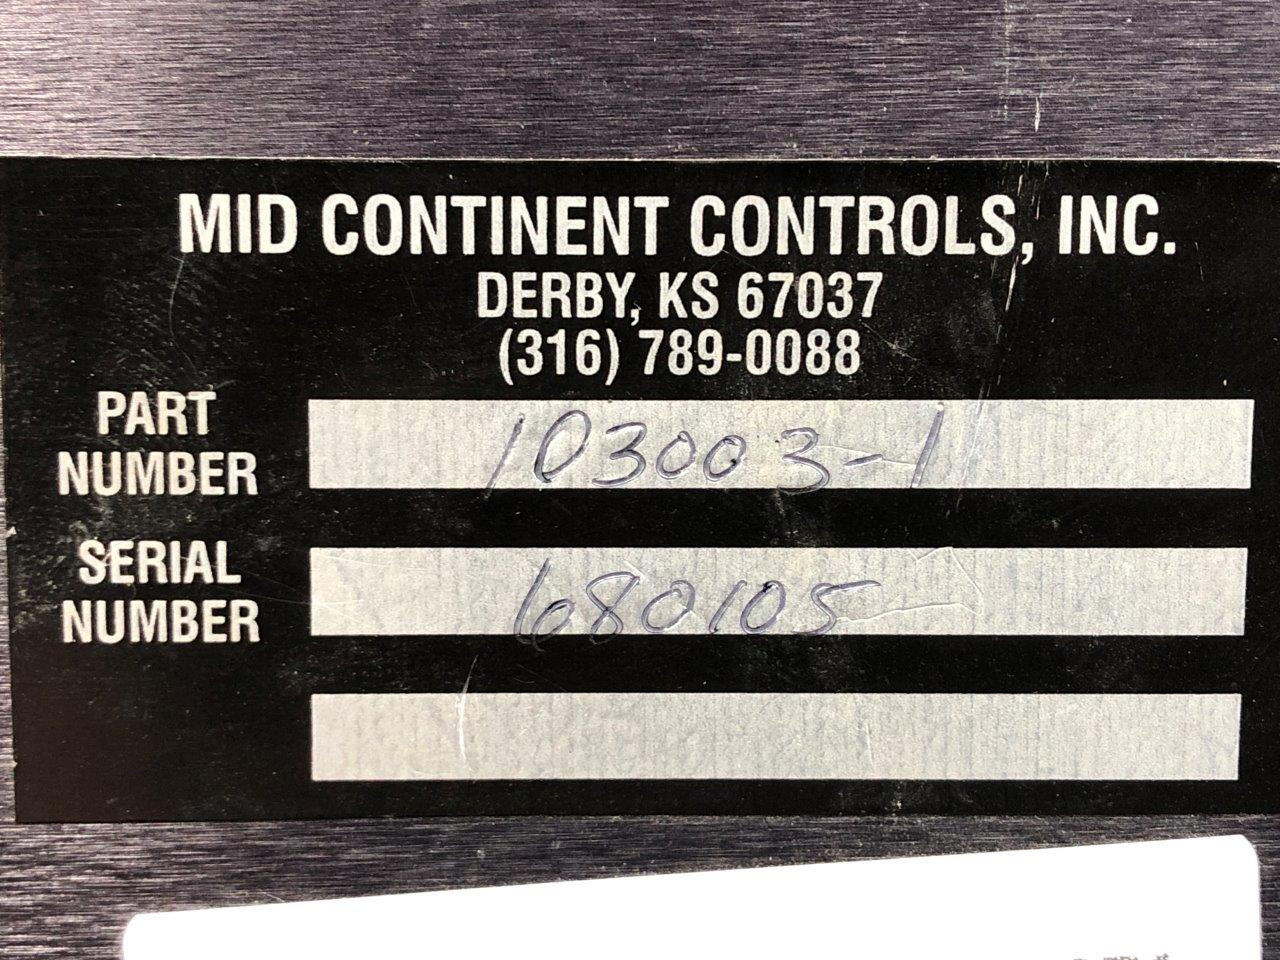 MID CONTINENT CONTROLS, INC.
DERBY, KS 67037
(316) 789-0088
PART NUMBER 103003-1
SERIAL NUMBER 680105